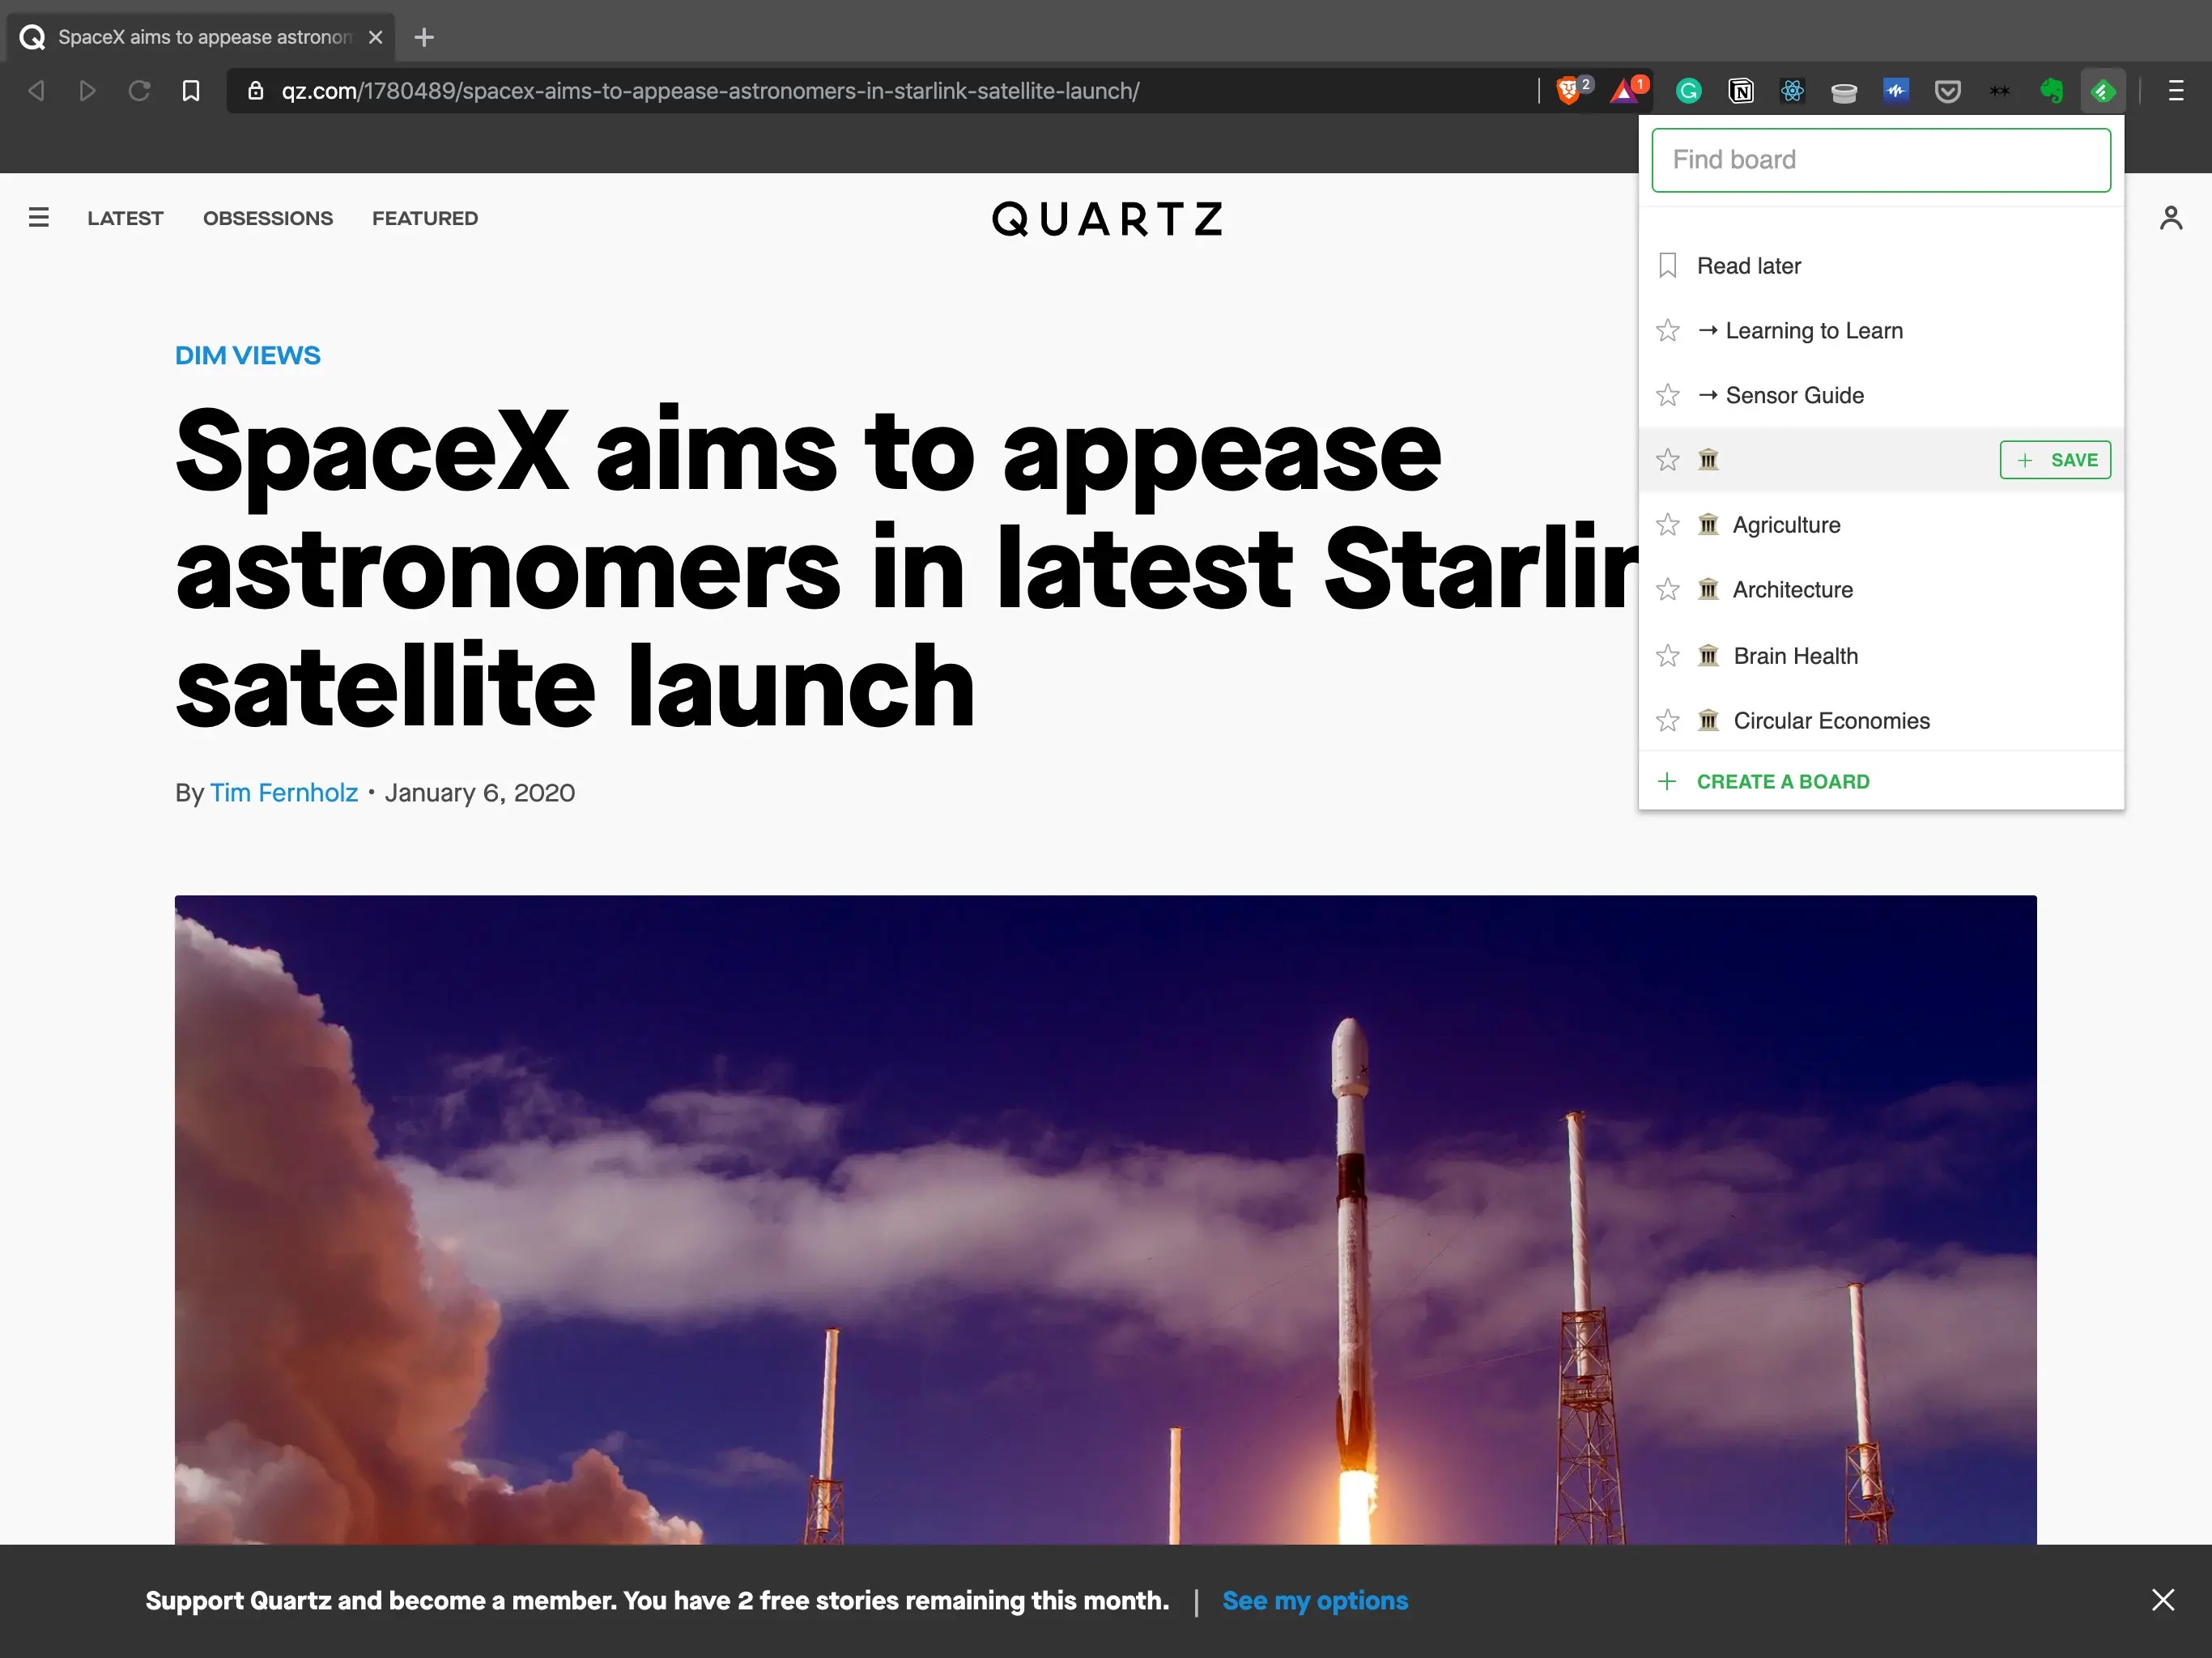 SpaceX aims to appease astronom
qz.com/1780489/spacex-aims-to-appease-astronomers-in-starlink-satellite-launch/
2
1
Find board
LATEST OBSESSIONS FEATURED
QUARTZ
Read later
→ Learning to Learn
→ Sensor Guide
🏛
+ SAVE
🏛 Agriculture
🏛 Architecture
🏛 Brain Health
🏛 Circular Economies
+ CREATE A BOARD
DIM VIEWS
SpaceX aims to appease
astronomers in latest Starlin
satellite launch
By Tim Fernholz • January 6, 2020
Support Quartz and become a member. You have 2 free stories remaining this month. | See my options